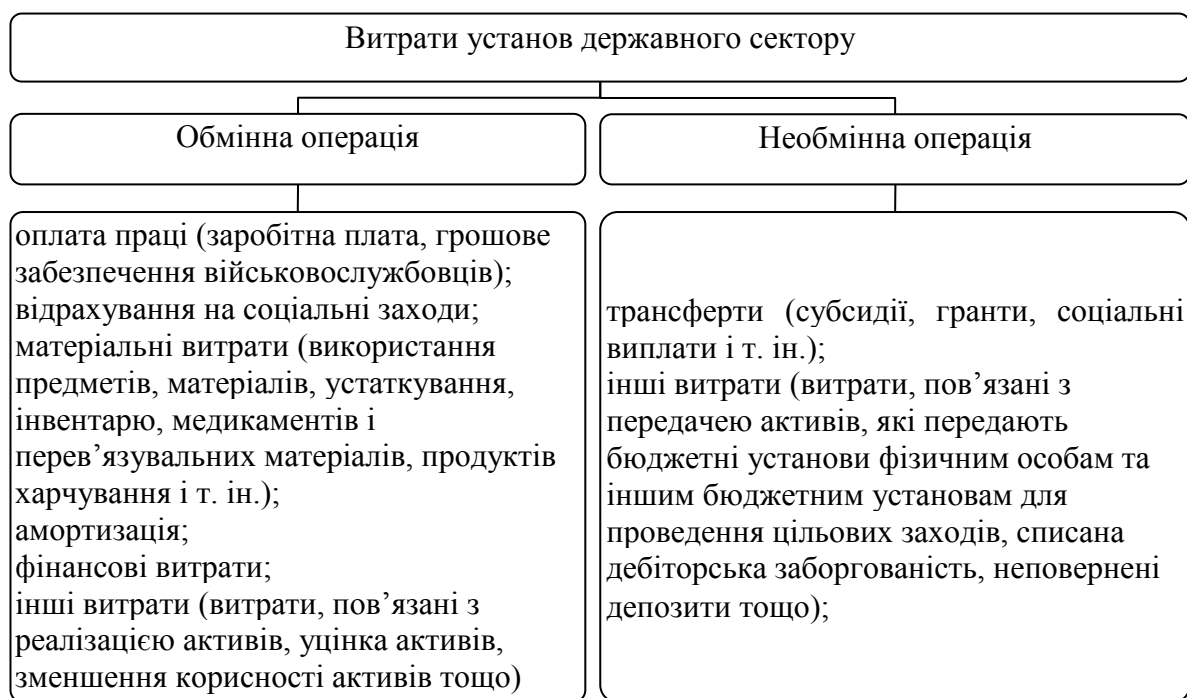 Витрати установ державного сектору
Обмінна операція
Необмінна операція
оплата праці (заробітна плата, грошове
забезпечення військовослужбовців);
відрахування на соціальні заходи;
матеріальні витрати (використання
предметів, матеріалів, устаткування,
інвентарю, медикаментів і
перев’язувальних матеріалів, продуктів
харчування і т. ін.);
амортизація;
фінансові витрати;
інші витрати (витрати, пов’язані з
реалізацією активів, уцінка активів,
зменшення корисності активів тощо)
трансферти (субсидії, гранти, соціальні
виплати і т. ін.);
інші витрати (витрати, пов’язані з
передачею активів, які передають
бюджетні установи фізичним особам та
іншим бюджетним установам для
проведення цільових заходів, списана
дебіторська заборгованість, неповернені
депозити тощо);